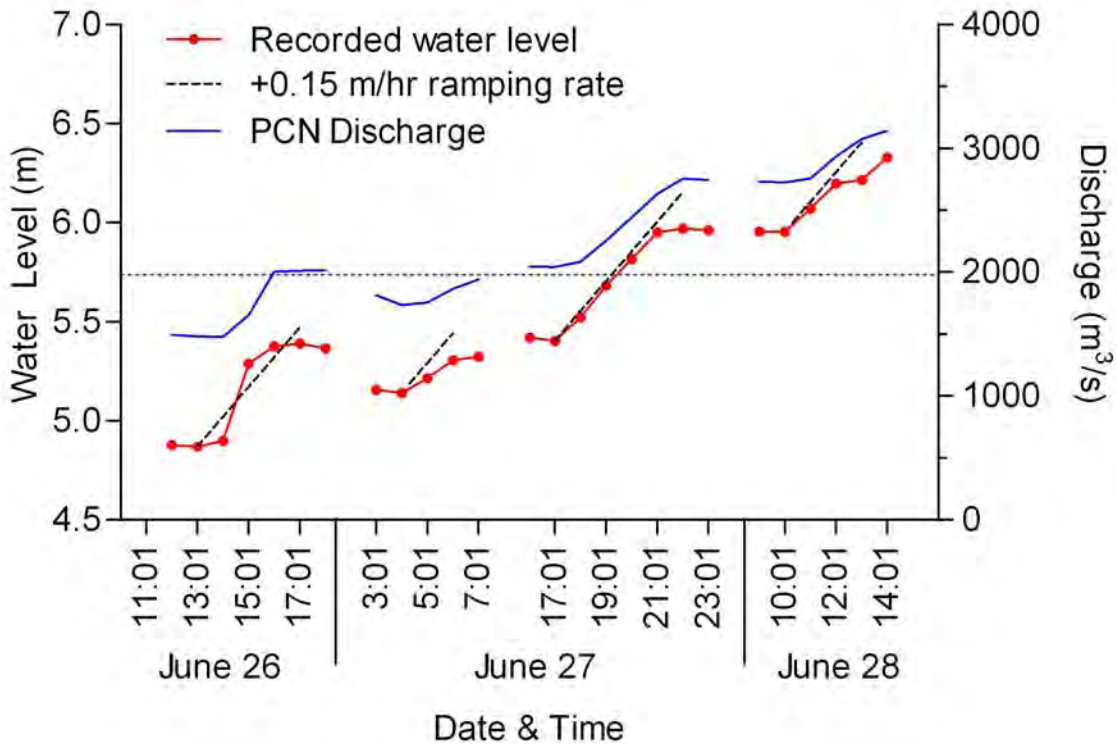 7.0
6.5
6.0
5.5
5.0
4.5
Water Level (m)
Recorded water level
+0.15 m/hr ramping rate
PCN Discharge
4000
3000
2000
1000
0
Discharge (m³/s)
11:01
13:01
15:01
17:01
3:01
5:01
7:01
17:01
19:01
21:01
23:01
10:01
12:01
14:01
June 26
June 27
June 28
Date & Time